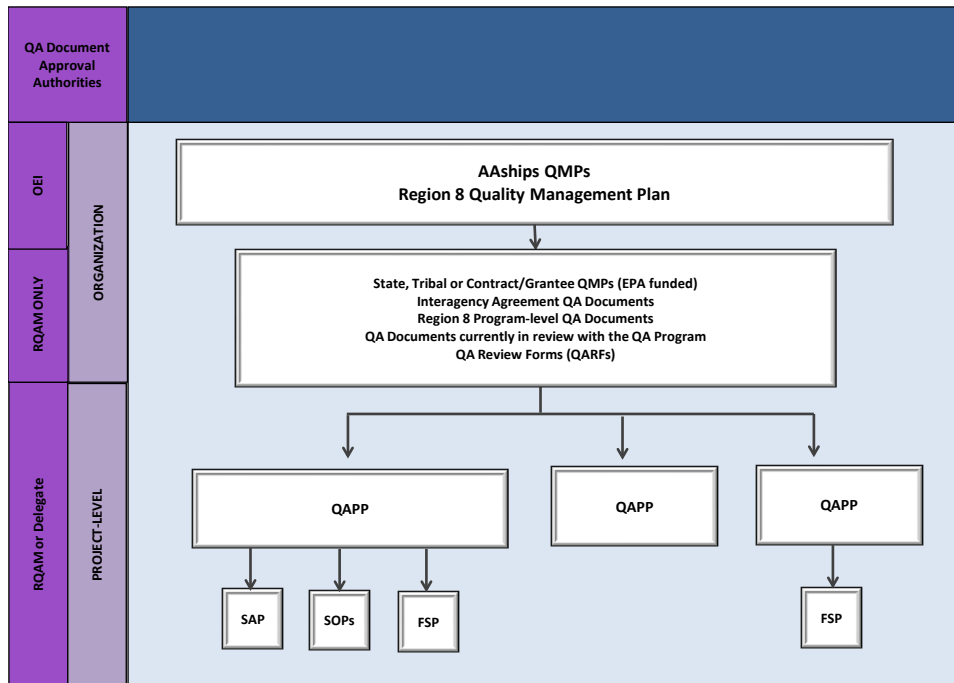 QA Document
Approval
Authorities
OEI
ORGANIZATION
AAships QMPs
Region 8 Quality Management Plan
RQAM ONLY
State, Tribal or Contract/Grantee QMPs (EPA funded)
Interagency Agreement QA Documents
Region 8 Program-level QA Documents
QA Documents currently in review with the QA Program
QA Review Forms (QARFs)
RQAM or Delegate
PROJECT-LEVEL
QAPP
QAPP
QAPP
SAP
SOPs
FSP
FSP